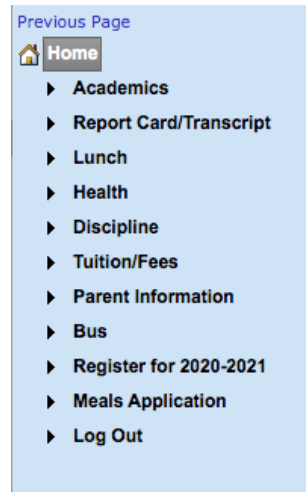 Previous Page
Home
Academics
Report Card/Transcript
Lunch
Health
Discipline
Tuition/Fees
Parent Information
Bus
Register for 2020-2021
Meals Application
Log Out